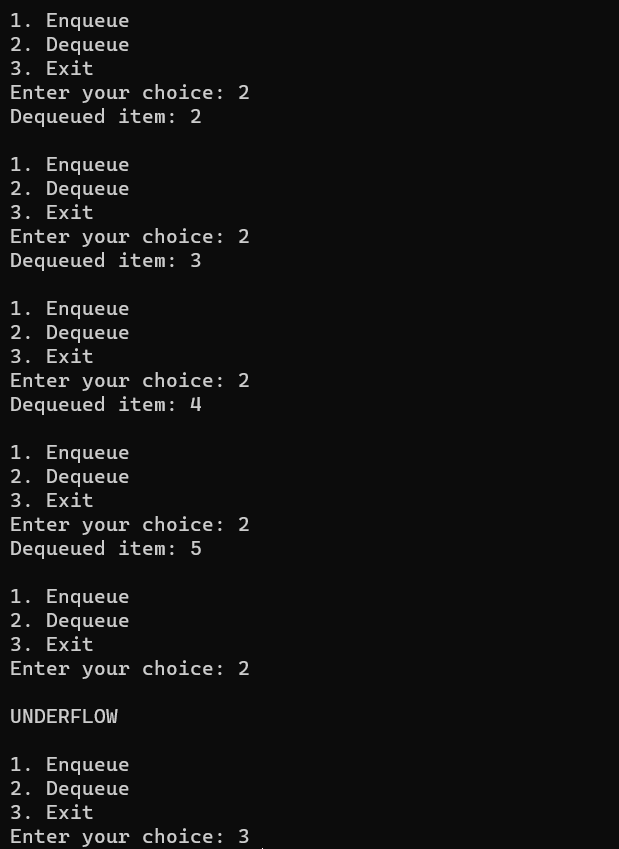 1. Enqueue
2. Dequeue
3. Exit
Enter your choice: 2
Dequeued item: 2
1. Enqueue
2. Dequeue
3. Exit
Enter your choice: 2
Dequeued item: 3
1. Enqueue
2. Dequeue
3. Exit
Enter your choice: 2
Dequeued item: 4
1. Enqueue
2. Dequeue
3. Exit
Enter your choice: 2
Dequeued item: 5
1. Enqueue
2. Dequeue
3. Exit
Enter your choice: 2
UNDERFLOW
1. Enqueue
2. Dequeue
3. Exit
Enter your choice: 3